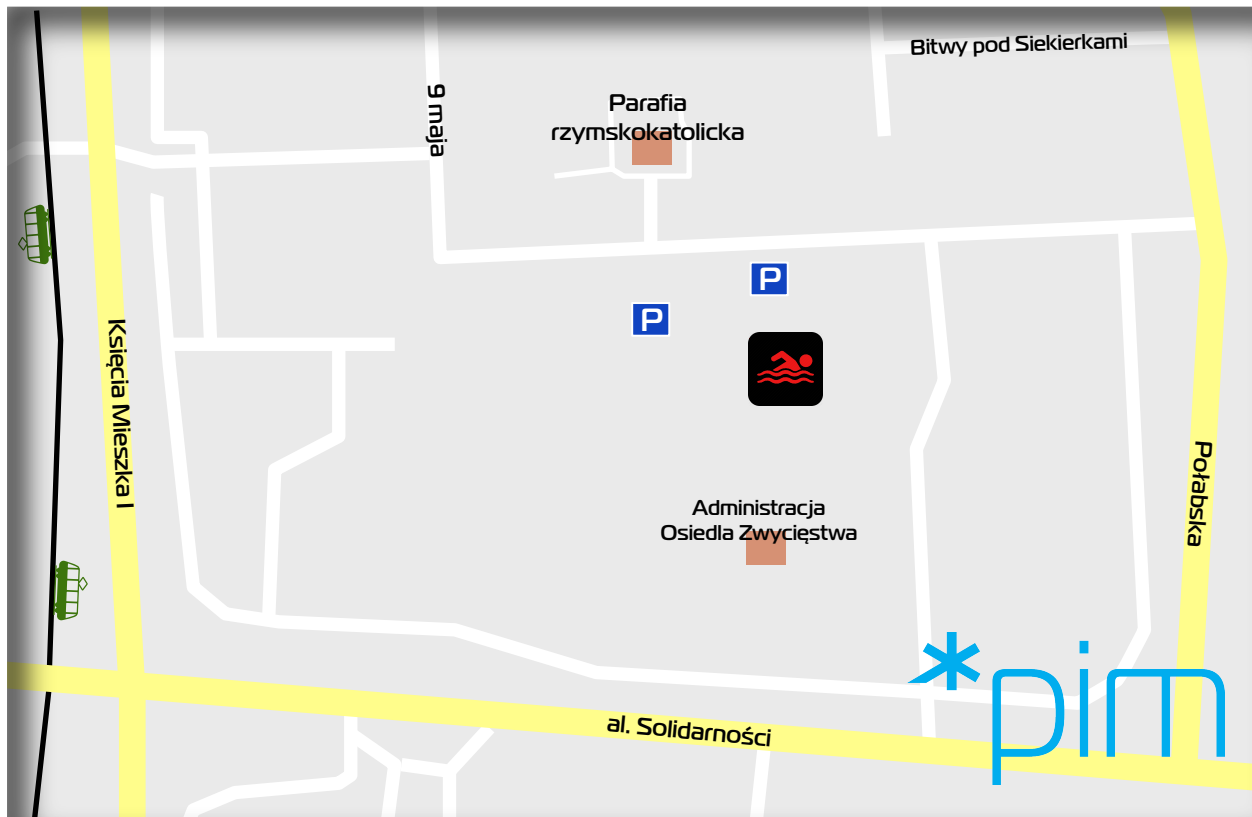 Bitwy pod Siekierkami
9 maja
Parafia
rzymskokatolicka
P
P
Księcia Mieszka I
Połabska
Administracja
Osiedla Zwycięstwa
*pim
al. Solidarności